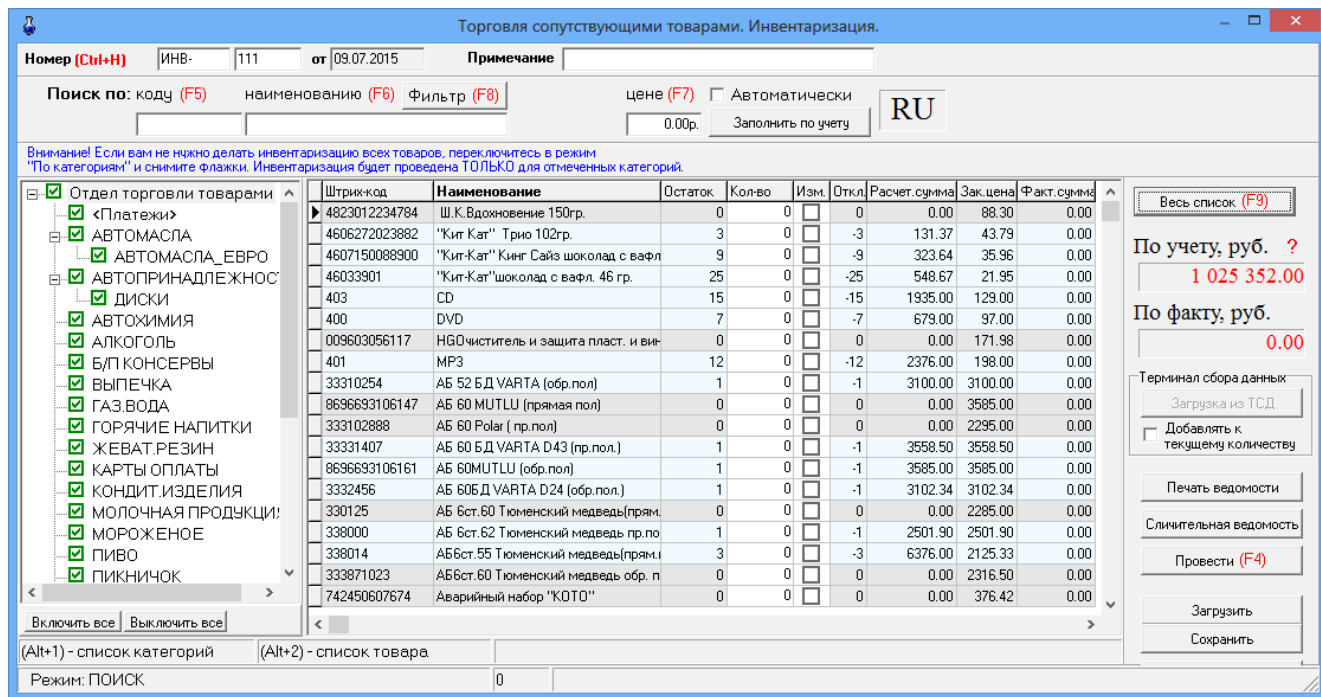 Торговля сопутствующими товарами. Инвентаризация.
Номер (Ctrl+H) ИНВ- 111 от 09.07.2015 Примечание
Поиск по: коду (F5) наименованию (F6) Фильтр (F8) цене (F7) Автоматически
0.00р. Заполнить по учету RU
Внимание! Если вам не нужно делать инвентаризацию всех товаров, переключитесь в режим
"По категориям" и снимите флажки. Инвентаризация будет проведена ТОЛЬКО для отмеченных категорий.
Отдел торговли товарами
<Платежи>
АВТОМАСЛА
АВТОМАСЛА_ЕВРО
АВТОПРИНАДЛЕЖНОС
ДИСКИ
АВТОХИМИЯ
АЛКОГОЛЬ
Б/П КОНСЕРВЫ
ВЫПЕЧКА
ГАЗ.ВОДА
ГОРЯЧИЕ НАПИТКИ
ЖЕВАТ.РЕЗИН
КАРТЫ ОПЛАТЫ
КОНДИТ.ИЗДЕЛИЯ
МОЛОЧНАЯ ПРОДУКЦИ
МОРОЖЕНОЕ
ПИВО
ПИКНИЧОК
Включить все Выключить все
Штрих-код Наименование Остаток Кол-во Изм. Откл. Расчет.сумма Зак.цена Факт.сумма
4823012234784 Ш.К.Вдохновение 150гр. 0 0 0 0.00 88.30 0.00
4606272023882 "Кит Кат" Трио 102гр. 3 0 -3 131.37 43.79 0.00
4607150088900 "Кит-Кат" Кинг Сайз шоколад с вафл 9 0 -9 323.64 35.96 0.00
46033901 "Кит-Кат"шоколад с вафл. 46 гр. 25 0 -25 548.67 21.95 0.00
403 CD 15 0 -15 1935.00 129.00 0.00
400 DVD 7 0 -7 679.00 97.00 0.00
009603056117 HGOчиститель и защита пласт. и вин 0 0 0 0.00 171.98 0.00
401 MP3 12 0 -12 2376.00 198.00 0.00
33310254 АБ 52 БД VARTA (обр.пол) 1 0 -1 3100.00 3100.00 0.00
8696693106147 АБ 60 MUTLU (прямая пол) 0 0 0 0.00 3585.00 0.00
333102888 АБ 60 Polar ( пр.пол) 0 0 0 0.00 2295.00 0.00
33331407 АБ 60 БД VARTA D43 (пр.пол.) 1 0 -1 3558.50 3558.50 0.00
8696693106161 АБ 60MUTLU (обр.пол) 1 0 -1 3585.00 3585.00 0.00
3332456 АБ 60БД VARTA D24 (обр.пол.) 1 0 -1 3102.34 3102.34 0.00
330125 АБ 6ст.60 Тюменский медведь(прям. 0 0 0 0.00 2285.00 0.00
338000 АБ 6ст.62 Тюменский медведь пр.по 1 0 -1 2501.90 2501.90 0.00
338014 АБ6ст.55 Тюменский медведь(прям. 3 0 -3 6376.00 2125.33 0.00
333871023 АБ6ст.60 Тюменский медведь обр. п 0 0 0 0.00 2316.50 0.00
742450607674 Аварийный набор "КОТО" 0 0 0 0.00 376.42 0.00
Весь список (F9)
По учету, руб. ?
1 025 352.00
По факту, руб.
0.00
Терминал сбора данных
Загрузка из ТСД
Добавлять к
текущему количеству
Печать ведомости
Сличительная ведомость
Провести (F4)
Загрузить
Сохранить
(Alt+1) - список категорий (Alt+2) - список товара
Режим: ПОИСК 0